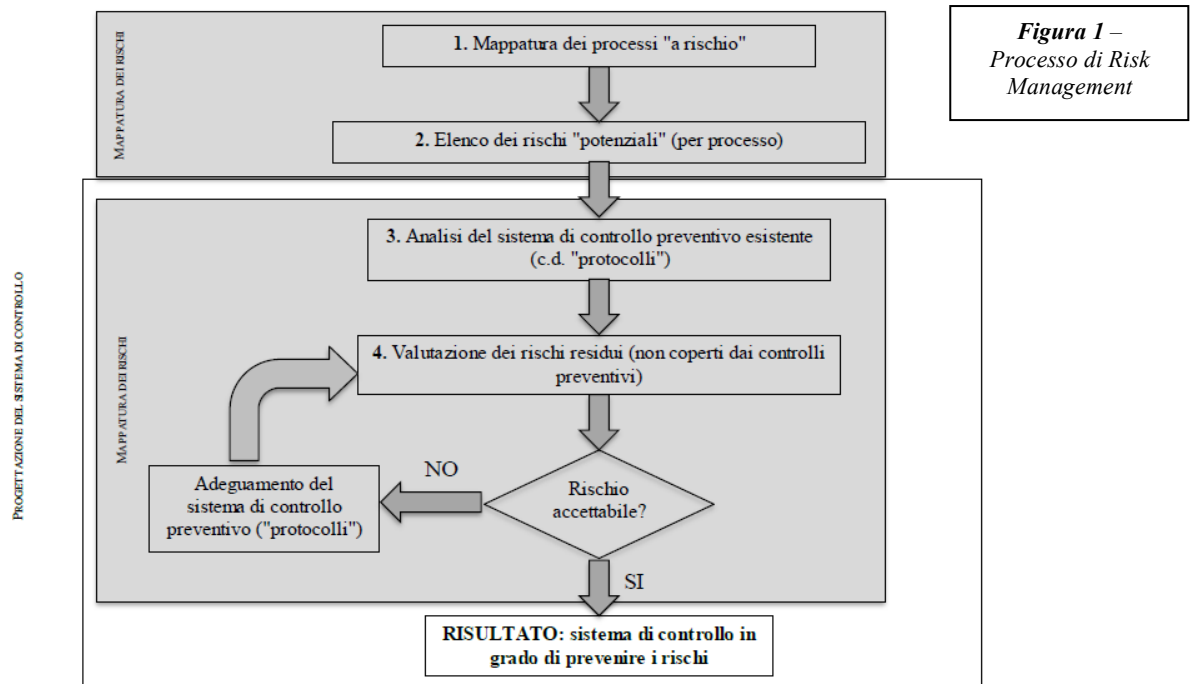 Figura 1 –
Processo di Risk
Management
MAPPATURA DEI RISCHI
1. Mappatura dei processi "a rischio"
2. Elenco dei rischi "potenziali" (per processo)
PROGETTAZIONE DEL SISTEMA DI CONTROLLO
MAPPATURA DEI RISCHI
3. Analisi del sistema di controllo preventivo esistente
(c.d. "protocolli")
4. Valutazione dei rischi residui (non coperti dai controlli
preventivi)
Rischio
accettabile?
NO
Adeguamento del
sistema di controllo
preventivo ("protocolli")
SI
RISULTATO: sistema di controllo in
grado di prevenire i rischi